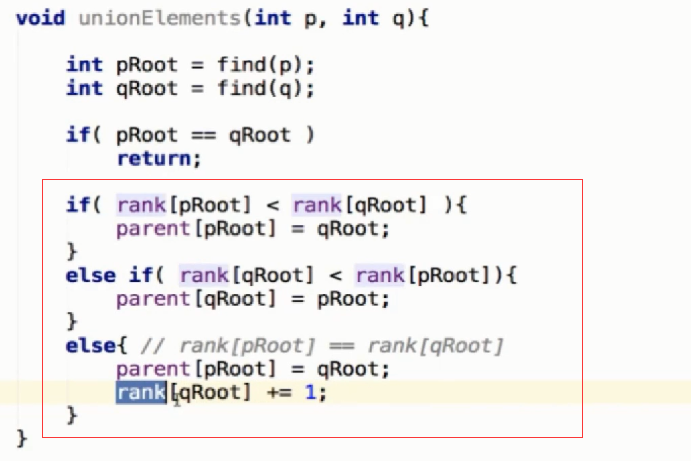 void unionElements(int p, int q){
int pRoot = find(p);
int qRoot = find(q);
if( pRoot == qRoot )
return;
if( rank[pRoot] < rank[qRoot] ){
parent[pRoot] = qRoot;
}
else if( rank[qRoot] < rank[pRoot]){
parent[qRoot] = pRoot;
}
else{ // rank[pRoot] == rank[qRoot]
parent[pRoot] = qRoot;
rank[qRoot] += 1;
}
}